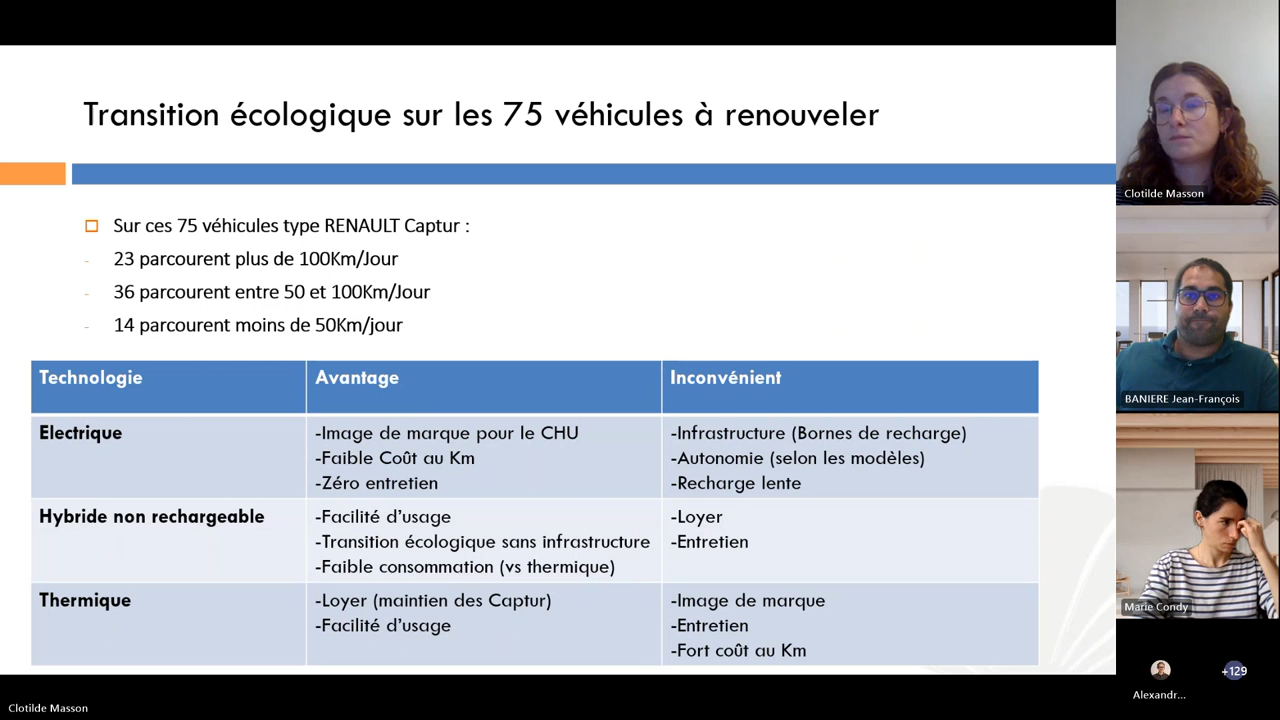 Transition écologique sur les 75 véhicules à renouveler
Sur ces 75 véhicules type RENAULT Captur :
- 23 parcourent plus de 100Km/Jour
- 36 parcourent entre 50 et 100Km/Jour
- 14 parcourent moins de 50Km/jour
Technologie Avantage Inconvénient
Electrique
-Image de marque pour le CHU
-Faible Coût au Km
-Zéro entretien
-Infrastructure (Bornes de recharge)
-Autonomie (selon les modèles)
-Recharge lente
Hybride non rechargeable
-Facilité d’usage
-Transition écologique sans infrastructure
-Faible consommation (vs thermique)
-Loyer
-Entretien
Thermique
-Loyer (maintien des Captur)
-Facilité d’usage
-Image de marque
-Entretien
-Fort coût au Km
Clotilde Masson
BANIERE Jean-François
Marie Condy
Alexandr...
+129
Clotilde Masson